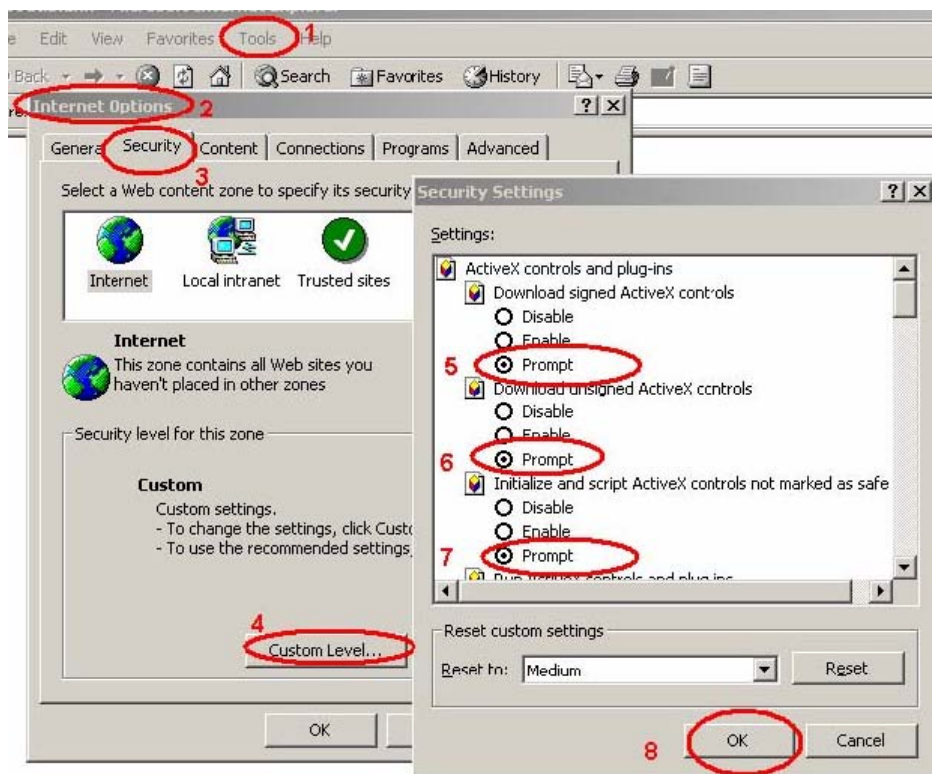 Edit View Favorites Tools Help
1
Back Search Favorites History
Internet Options
2
General Security Content Connections Programs Advanced
3
Select a Web content zone to specify its security
Internet Local intranet Trusted sites
Internet
This zone contains all Web sites you
haven't placed in other zones
Security level for this zone
Custom
Custom settings.
- To change the settings, click
- To use the recommended settings,
4
Custom Level...
OK
Security Settings
Settings:
ActiveX controls and plug-ins
Download signed ActiveX controls
Disable
Enable
5 Prompt
Download unsigned ActiveX controls
Disable
Enable
6 Prompt
Initialize and script ActiveX controls not marked as safe
Disable
Enable
7 Prompt
Run ActiveX controls and plug-ins
Reset custom settings
Reset to: Medium Reset
8 OK Cancel